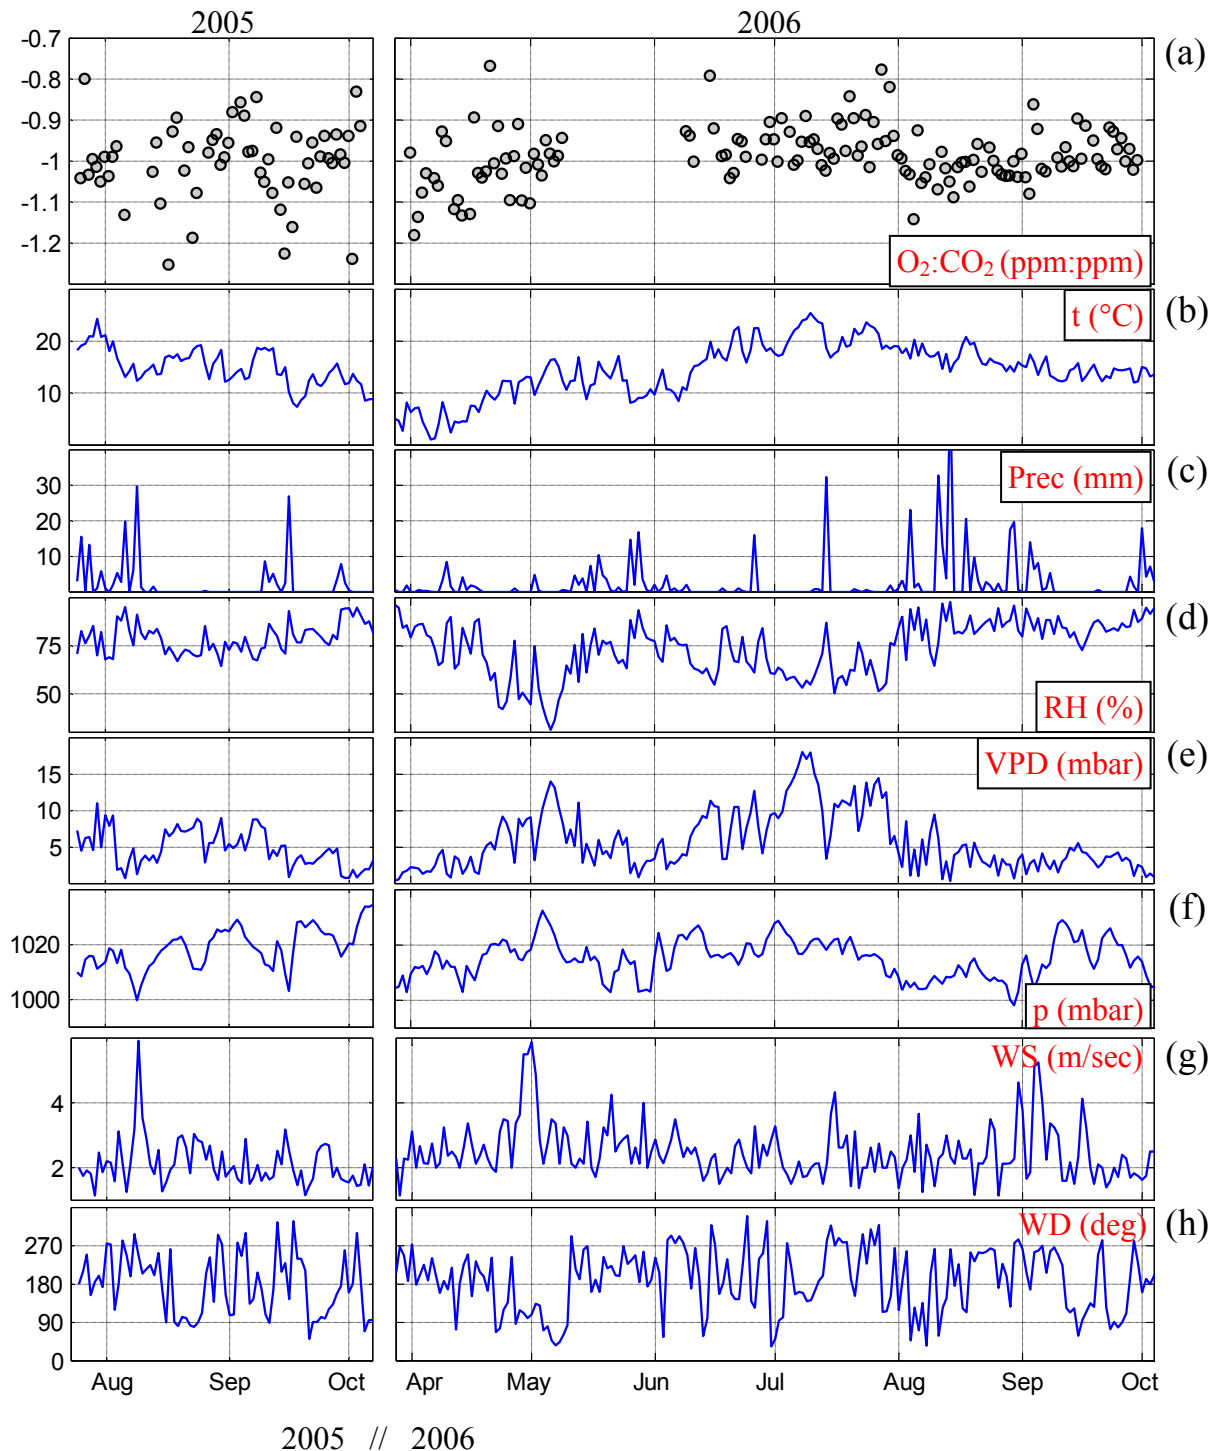 2005 2006
-0.7 (a)
-0.8
-0.9
-1
-1.1
-1.2
O₂:CO₂ (ppm:ppm)
t (°C) (b)
20
10
Prec (mm) (c)
30
20
10
(d)
75
50
RH (%)
VPD (mbar) (e)
15
10
5
(f)
1020
1000
p (mbar)
WS (m/sec) (g)
4
2
WD (deg) (h)
270
180
90
0
Aug Sep Oct Apr May Jun Jul Aug Sep Oct
2005 // 2006